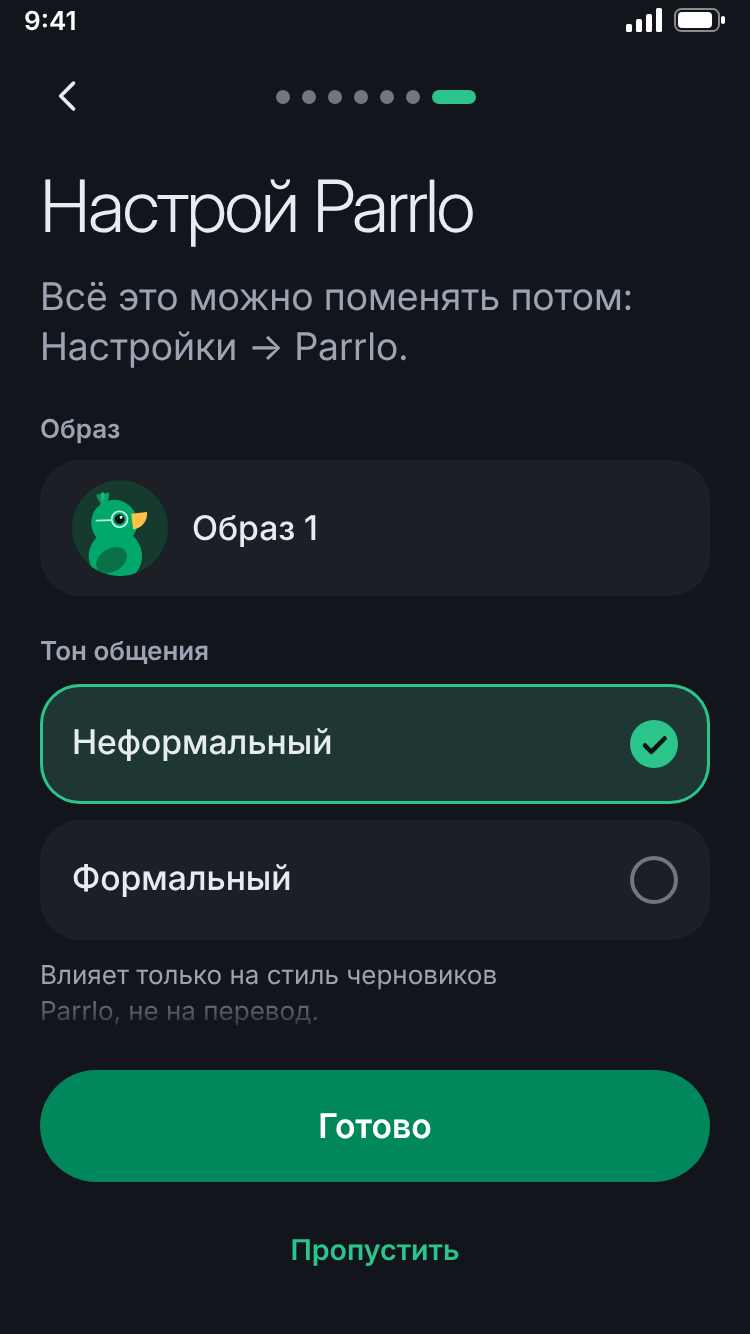 9:41
Настрой Parrlo
Всё это можно поменять потом:
Настройки → Parrlo.
Образ
Образ 1
Тон общения
Неформальный
Формальный
Влияет только на стиль черновиков
Parrlo, не на перевод.
Готово
Пропустить